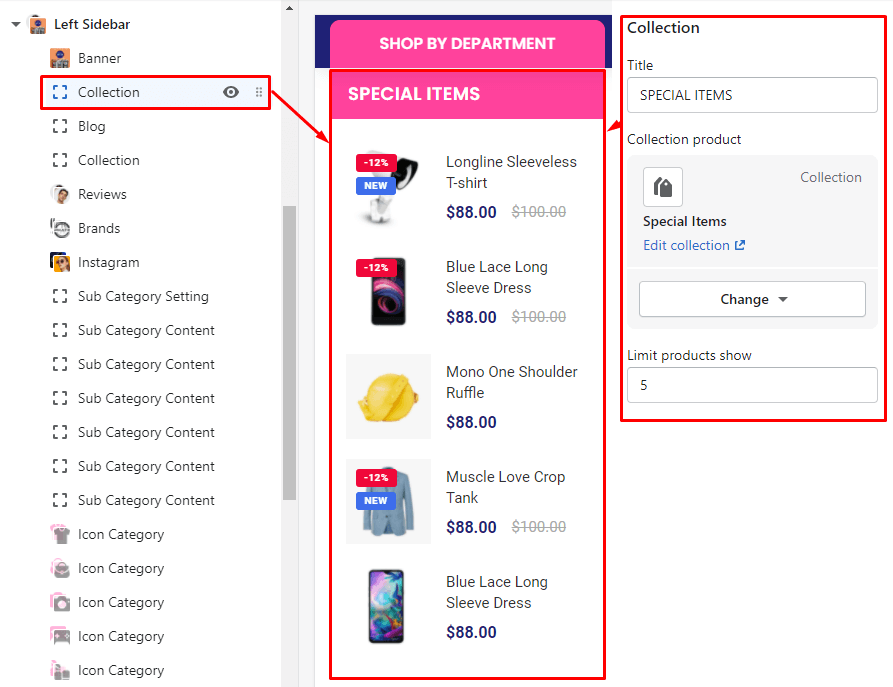 Left Sidebar
Banner
Collection
Blog
Collection
Reviews
Brands
Instagram
Sub Category Setting
Sub Category Content
Sub Category Content
Sub Category Content
Sub Category Content
Sub Category Content
Sub Category Content
Icon Category
Icon Category
Icon Category
Icon Category
Icon Category
SHOP BY DEPARTMENT
SPECIAL ITEMS
-12%
NEW
Longline Sleeveless
T-shirt
$88.00 $100.00
-12%
Blue Lace Long
Sleeve Dress
$88.00 $100.00
Mono One Shoulder
Ruffle
$88.00
-12%
NEW
Muscle Love Crop
Tank
$88.00 $100.00
Blue Lace Long
Sleeve Dress
$88.00
Collection
Title
SPECIAL ITEMS
Collection product
Collection
Special Items
Edit collection
Change
Limit products show
5